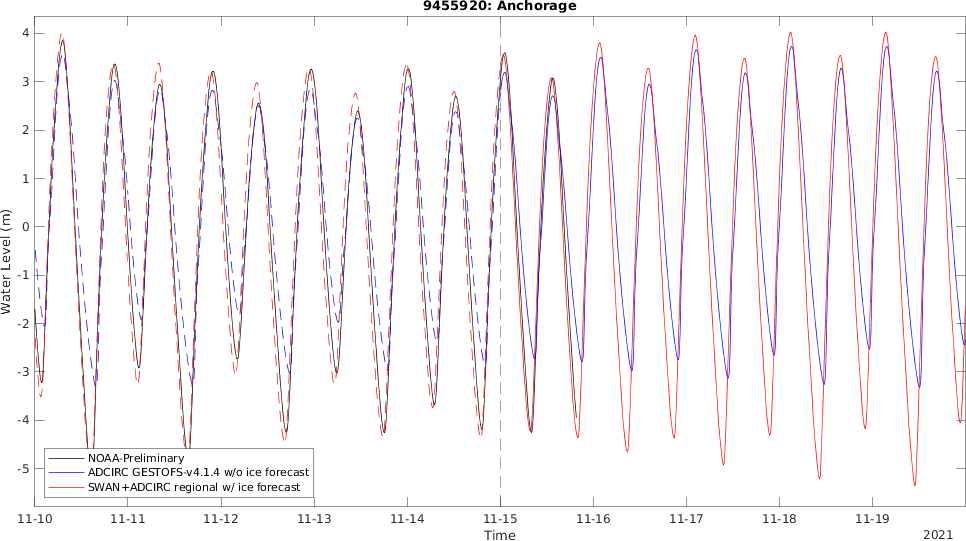 9455920: Anchorage
4
3
2
1
0
-1
-2
-3
-4
-5
Water Level (m)
NOAA-Preliminary
ADCIRC GESTOFS-v4.1.4 w/o ice forecast
SWAN+ADCIRC regional w/ ice forecast
11-10 11-11 11-12 11-13 11-14 11-15 11-16 11-17 11-18 11-19
Time
2021